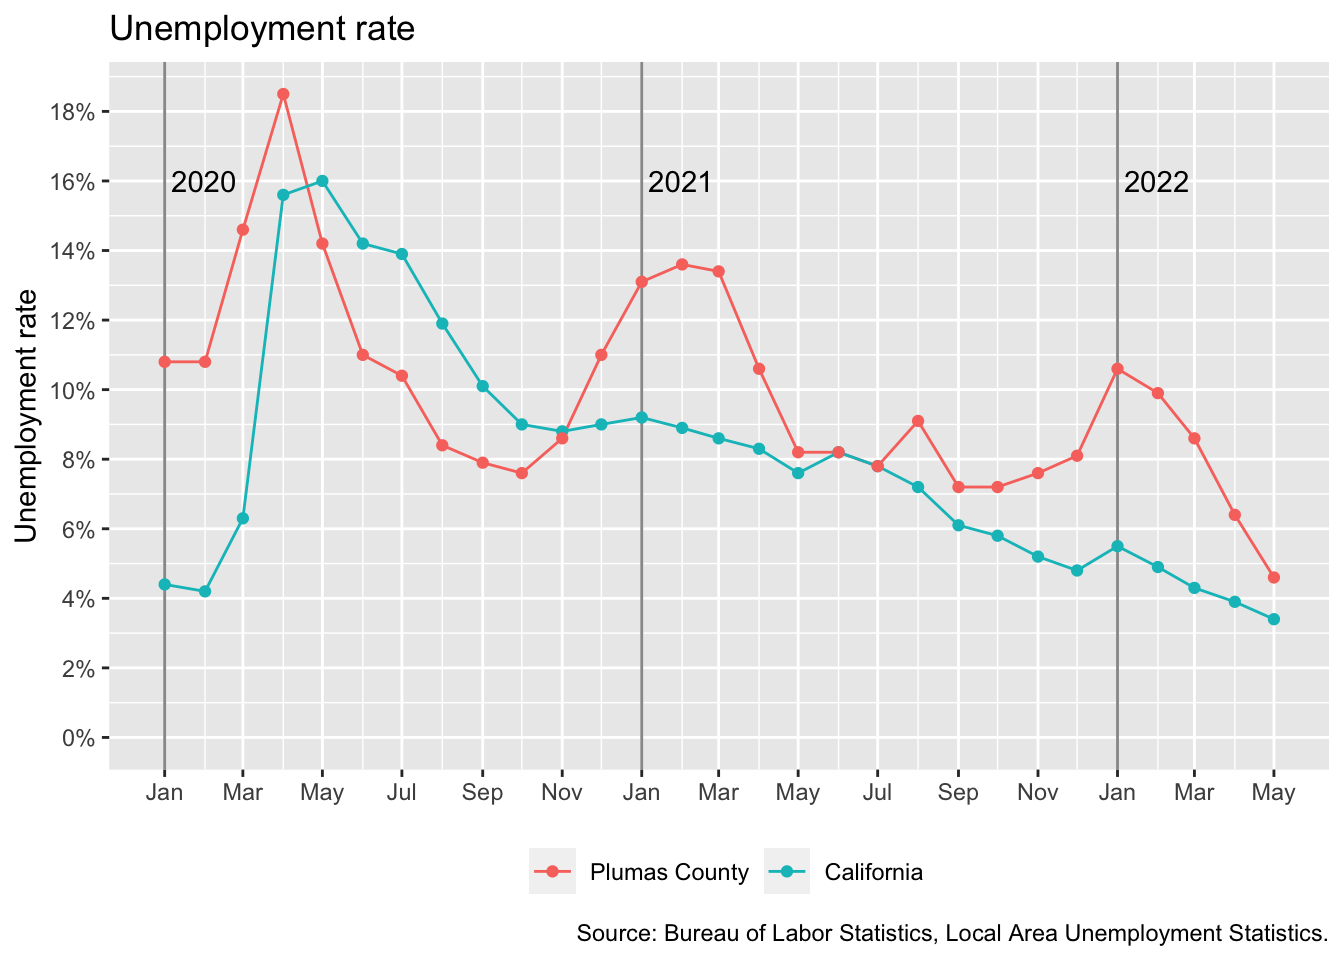 Unemployment rate
Unemployment rate
18%
16%
14%
12%
10%
8%
6%
4%
2%
0%
2020
2021
2022
Jan Mar May Jul Sep Nov Jan Mar May Jul Sep Nov Jan Mar May
Plumas County California
Source: Bureau of Labor Statistics, Local Area Unemployment Statistics.